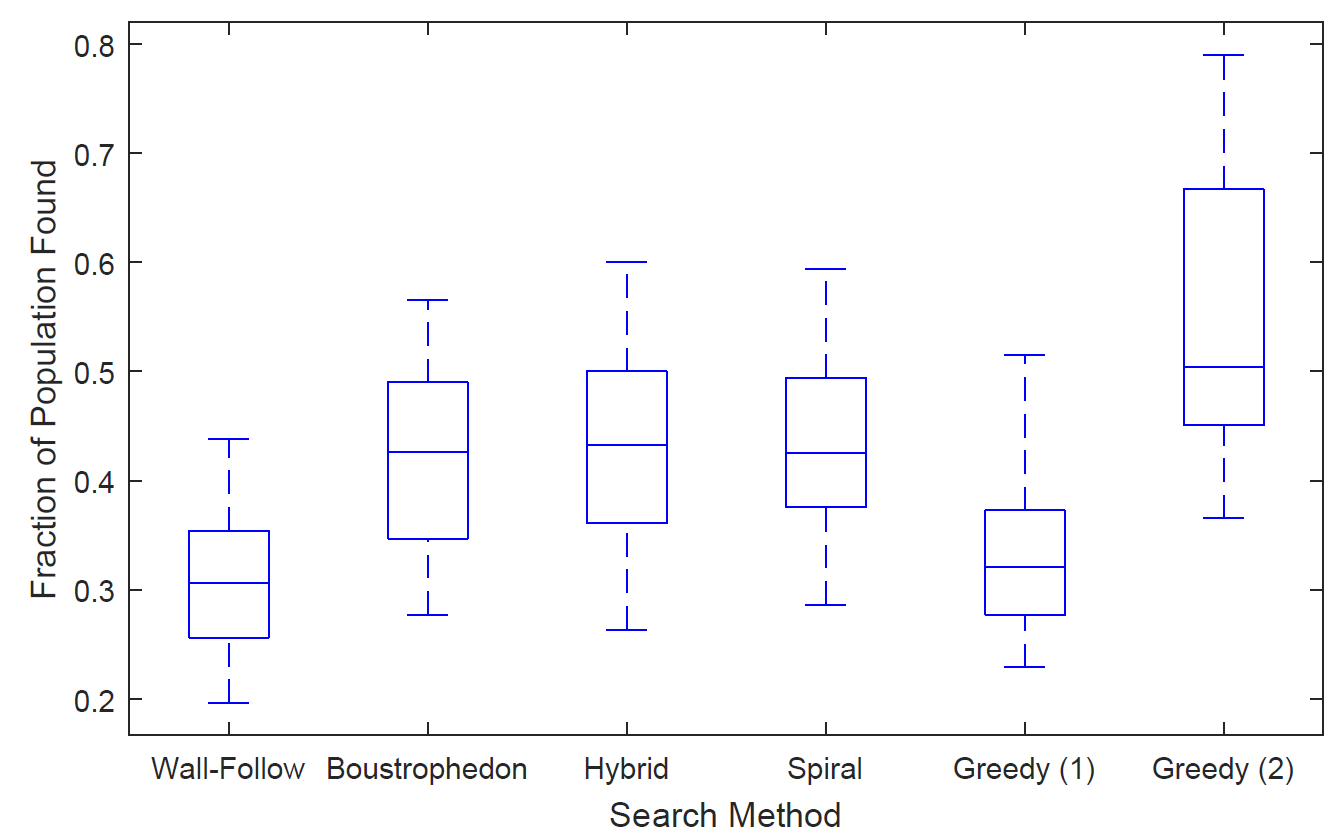 Fraction of Population Found
0.8
0.7
0.6
0.5
0.4
0.3
0.2
Wall-Follow Boustrophedon Hybrid Spiral Greedy (1) Greedy (2)
Search Method